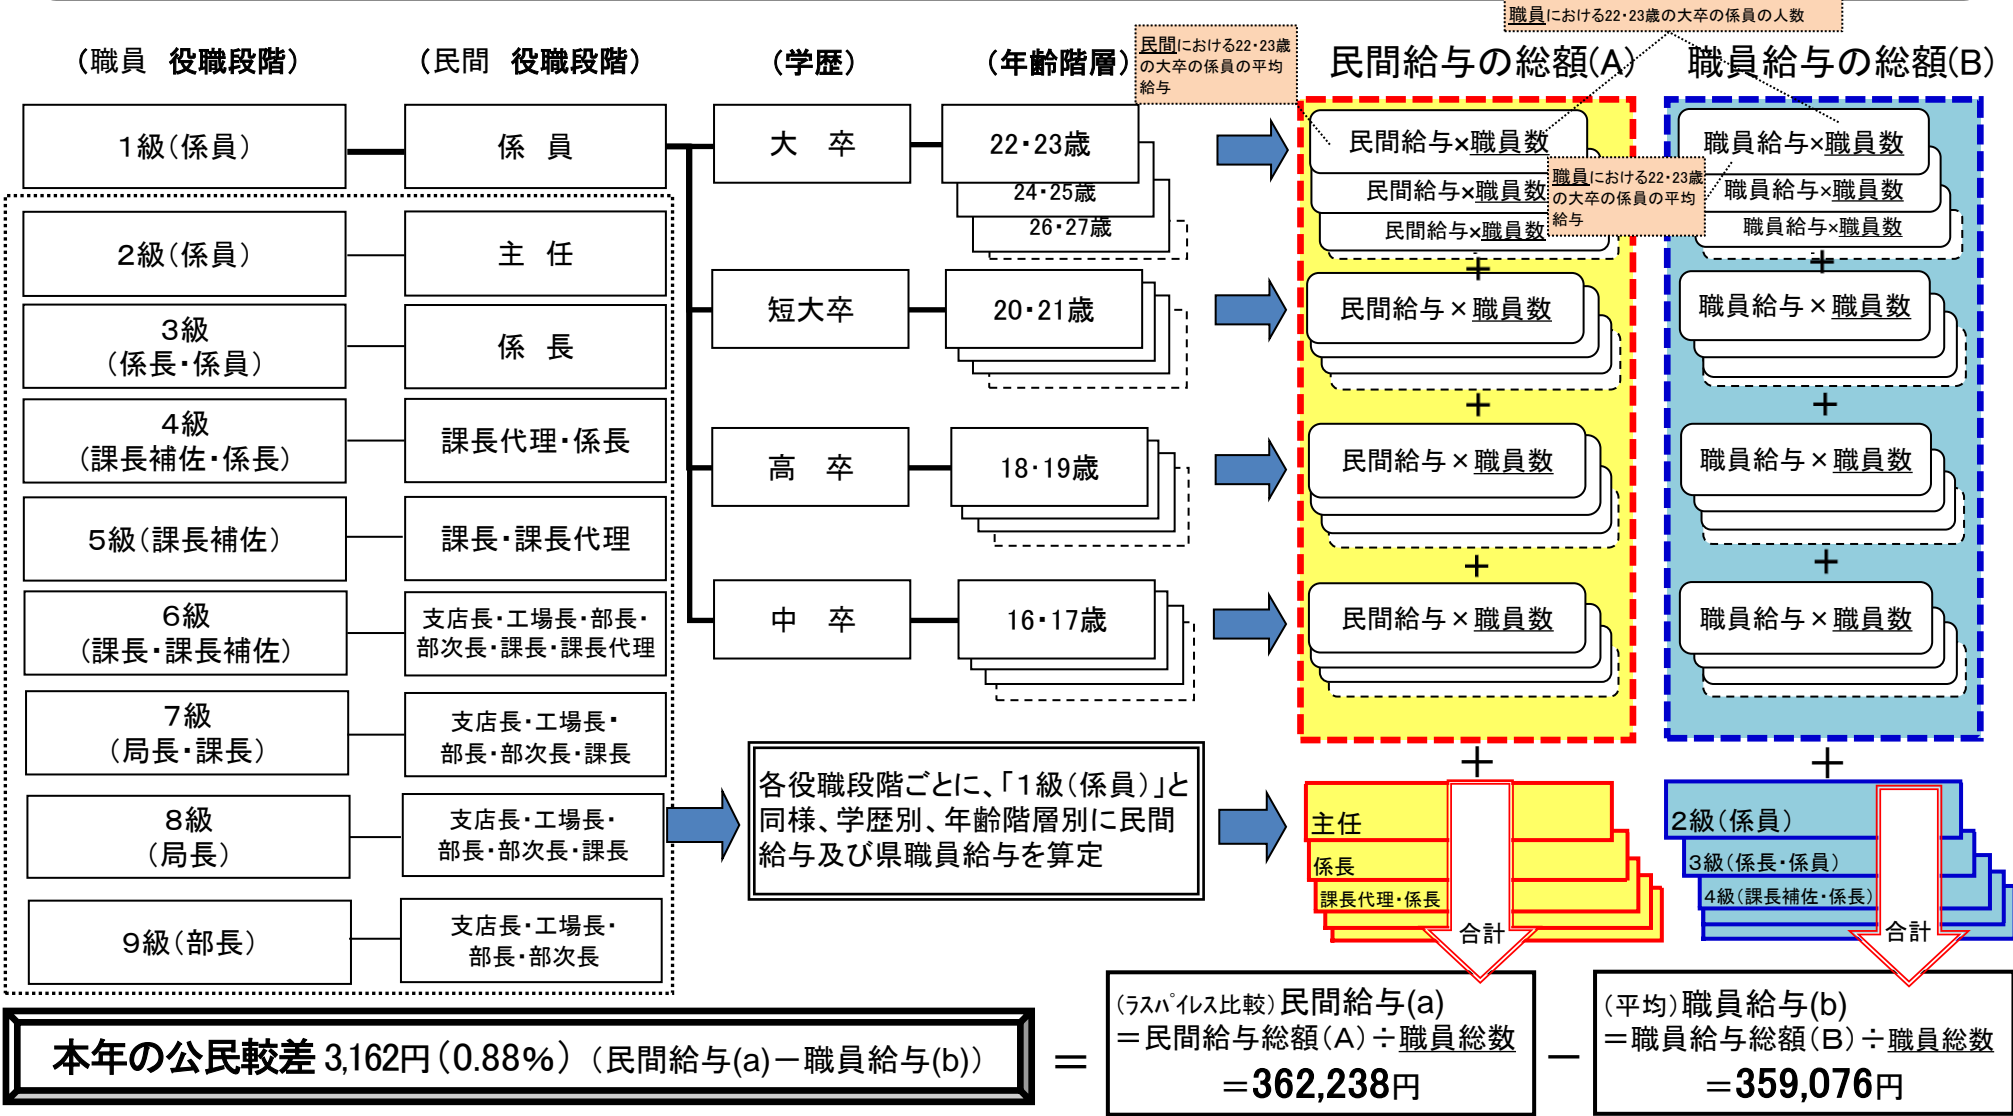 職員における22・23歳の大卒の係員の人数
(職員 役職段階)
(民間 役職段階)
(学歴)
(年齢階層)
民間における22・23歳
の大卒の係員の平均
給与
民間給与の総額(A)
職員給与の総額(B)
1級(係員)
係 員
大 卒
22・23歳
24・25歳
26・27歳
民間給与×職員数
民間給与×職員数
民間給与×職員数
職員における22・23歳
の大卒の係員の平均
給与
職員給与×職員数
職員給与×職員数
職員給与×職員数
+
+
2級(係員)
主 任
短大卒
20・21歳
民間給与×職員数
職員給与×職員数
3級
(係長・係員)
係 長
+
+
4級
(課長補佐・係長)
課長代理・係長
高 卒
18・19歳
民間給与×職員数
職員給与×職員数
5級(課長補佐)
課長・課長代理
+
+
6級
(課長・課長補佐)
支店長・工場長・部長・
部次長・課長・課長代理
中 卒
16・17歳
民間給与×職員数
職員給与×職員数
7級
(局長・課長)
支店長・工場長・
部長・部次長・課長
+
+
8級
(局長)
支店長・工場長・
部長・部次長・課長
各役職段階ごとに、「1級(係員)」と
同様、学歴別、年齢階層別に民間
給与及び県職員給与を算定
主任
係長
課長代理・係長
合計
2級(係員)
3級(係長・係員)
4級(課長補佐・係長)
合計
9級(部長)
支店長・工場長・
部長・部次長
本年の公民較差 3,162円(0.88%) (民間給与(a)-職員給与(b))
=
(ラスパイレス比較)民間給与(a)
=民間給与総額(A)÷職員総数
=362,238円
-
(平均)職員給与(b)
=職員給与総額(B)÷職員総数
=359,076円